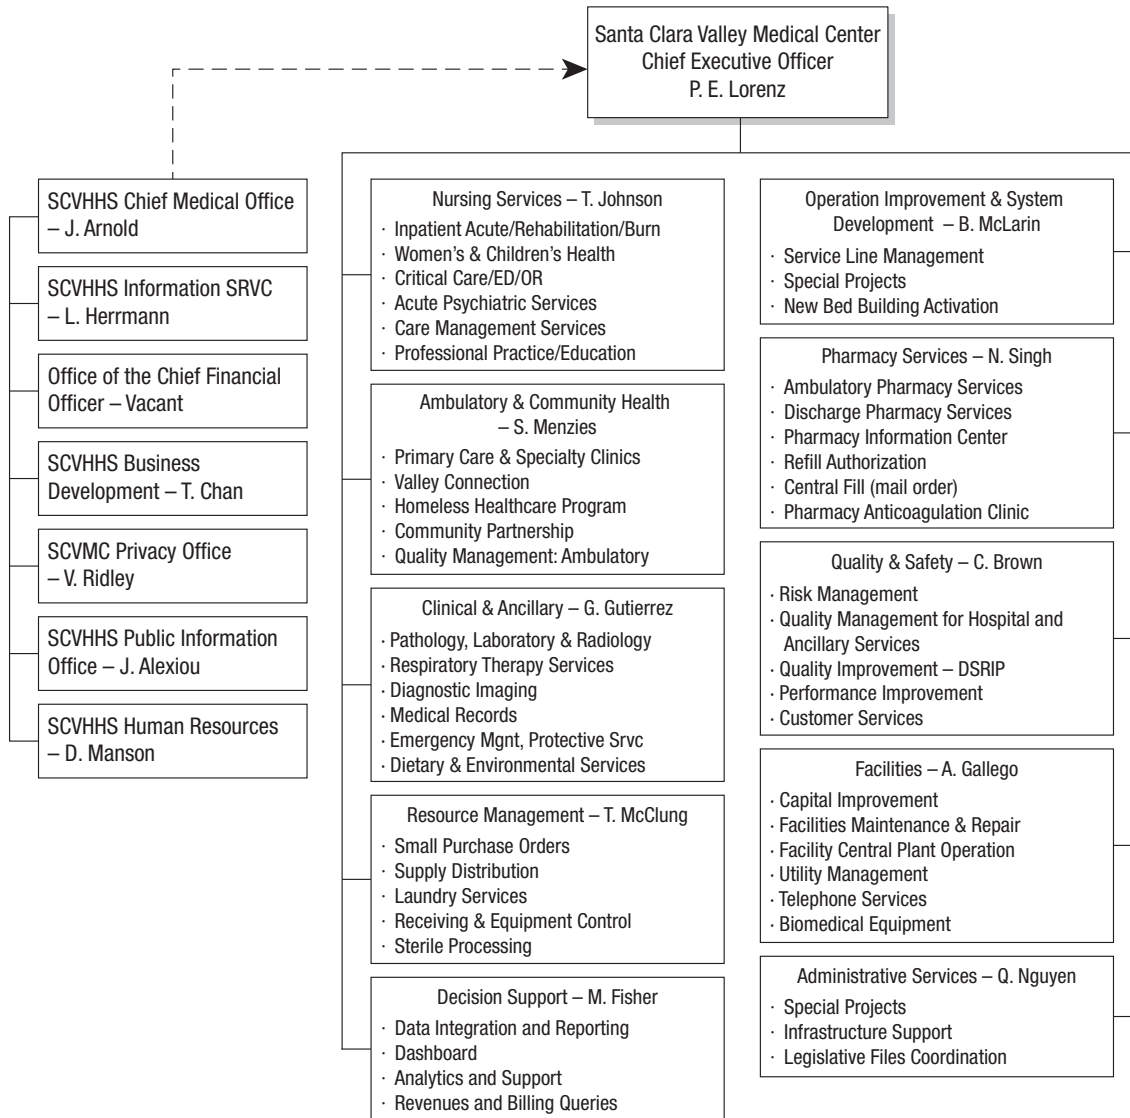 Santa Clara Valley Medical Center
Chief Executive Officer
P. E. Lorenz
SCVHHS Chief Medical Office
– J. Arnold
SCVHHS Information SRVC
– L. Herrmann
Office of the Chief Financial
Officer – Vacant
SCVHHS Business
Development – T. Chan
SCVMC Privacy Office
– V. Ridley
SCVHHS Public Information
Office – J. Alexiou
SCVHHS Human Resources
– D. Manson
Nursing Services – T. Johnson
· Inpatient Acute/Rehabilitation/Burn
· Women's & Children's Health
· Critical Care/ED/OR
· Acute Psychiatric Services
· Care Management Services
· Professional Practice/Education
Ambulatory & Community Health
– S. Menzies
· Primary Care & Specialty Clinics
· Valley Connection
· Homeless Healthcare Program
· Community Partnership
· Quality Management: Ambulatory
Clinical & Ancillary – G. Gutierrez
· Pathology, Laboratory & Radiology
· Respiratory Therapy Services
· Diagnostic Imaging
· Medical Records
· Emergency Mgnt, Protective Srvc
· Dietary & Environmental Services
Resource Management – T. McClung
· Small Purchase Orders
· Supply Distribution
· Laundry Services
· Receiving & Equipment Control
· Sterile Processing
Decision Support – M. Fisher
· Data Integration and Reporting
· Dashboard
· Analytics and Support
· Revenues and Billing Queries
Operation Improvement & System
Development – B. McLarin
· Service Line Management
· Special Projects
· New Bed Building Activation
Pharmacy Services – N. Singh
· Ambulatory Pharmacy Services
· Discharge Pharmacy Services
· Pharmacy Information Center
· Refill Authorization
· Central Fill (mail order)
· Pharmacy Anticoagulation Clinic
Quality & Safety – C. Brown
· Risk Management
· Quality Management for Hospital and
Ancillary Services
· Quality Improvement – DSRIP
· Performance Improvement
· Customer Services
Facilities – A. Gallego
· Capital Improvement
· Facilities Maintenance & Repair
· Facility Central Plant Operation
· Utility Management
· Telephone Services
· Biomedical Equipment
Administrative Services – Q. Nguyen
· Special Projects
· Infrastructure Support
· Legislative Files Coordination